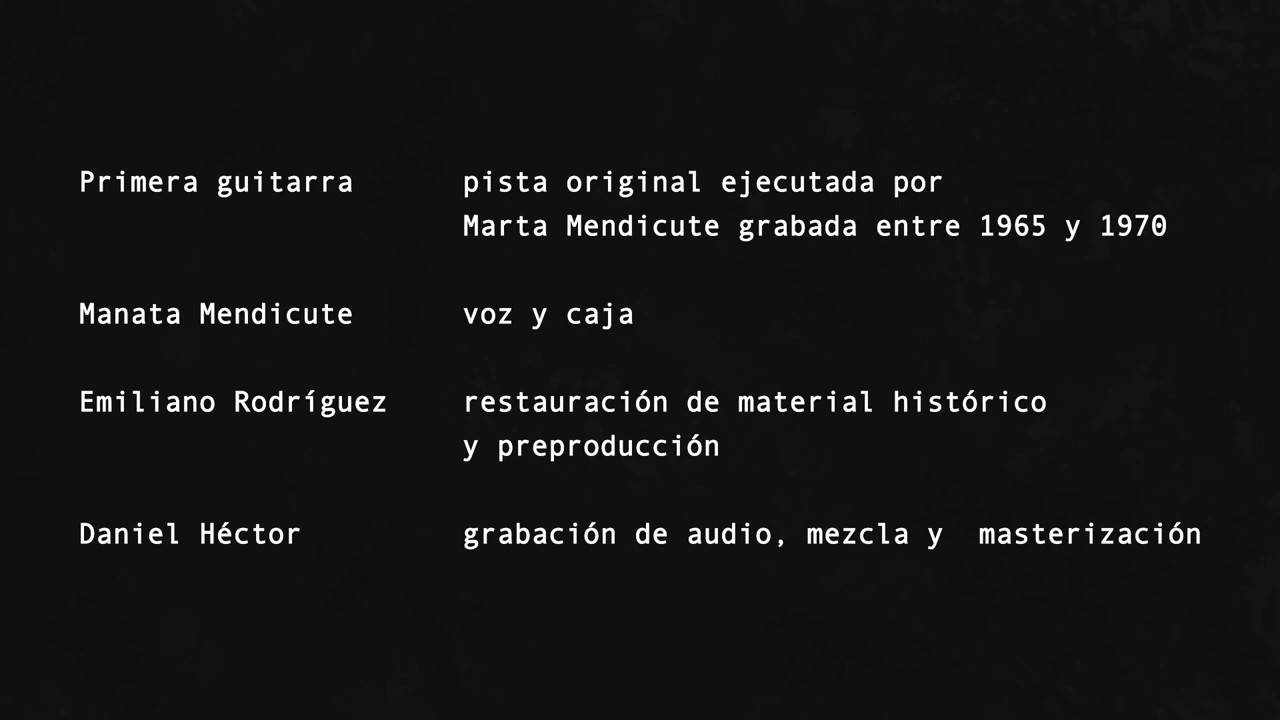 Primera guitarra pista original ejecutada por
Marta Mendicute grabada entre 1965 y 1970
Manata Mendicute voz y caja
Emiliano Rodríguez restauración de material histórico
y preproducción
Daniel Héctor grabación de audio, mezcla y  masterización